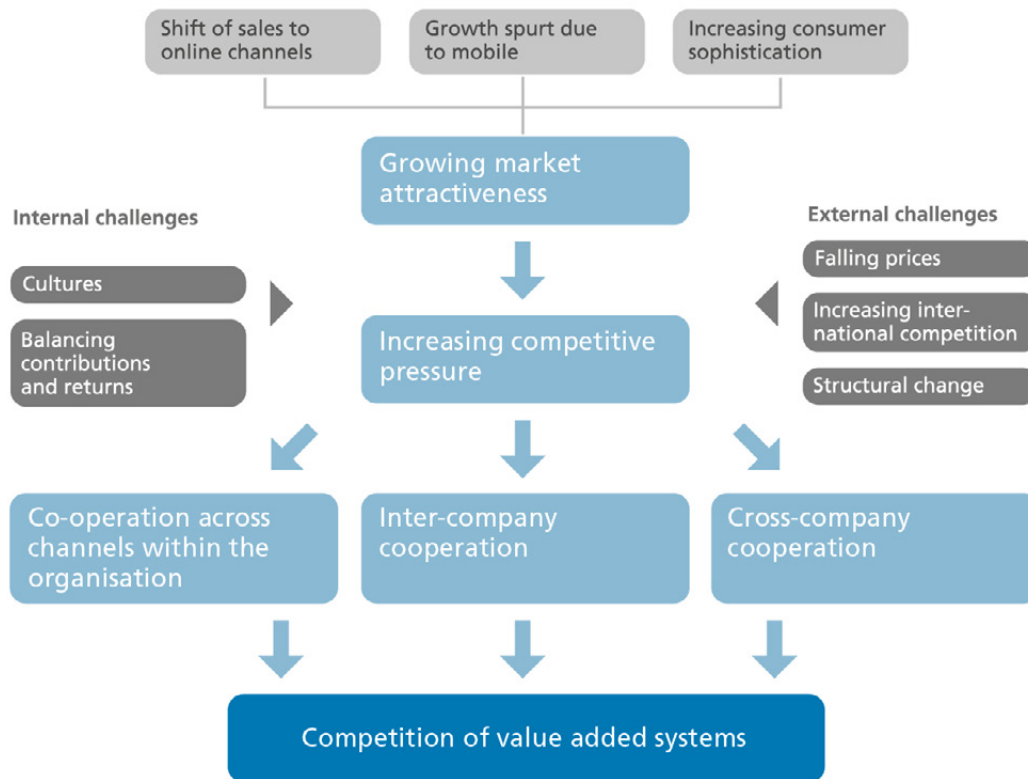 Shift of sales to
online channels
Growth spurt due
to mobile
Increasing consumer
sophistication
Growing market
attractiveness
Internal challenges
Cultures
Balancing
contributions
and returns
External challenges
Falling prices
Increasing inter-
national competition
Structural change
Increasing competitive
pressure
Co-operation across
channels within the
organisation
Inter-company
cooperation
Cross-company
cooperation
Competition of value added systems